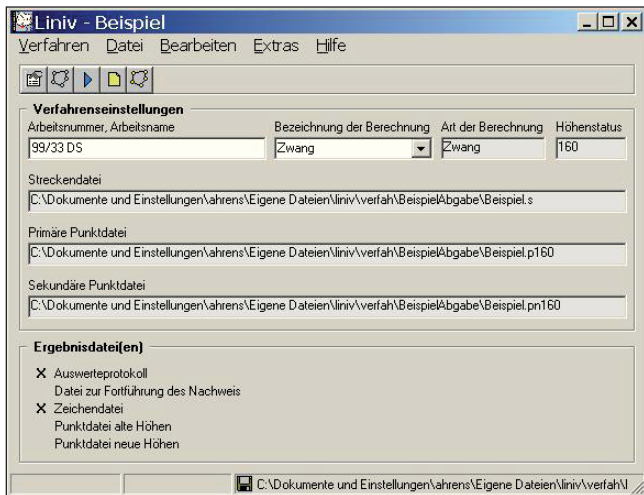 Liniv - Beispiel
Verfahren Datei Bearbeiten Extras Hilfe
Verfahrenseinstellungen
Arbeitsnummer, Arbeitsname Bezeichnung der Berechnung Art der Berechnung Höhenstatus
99/33 DS Zwang Zwang 160
Streckendatei
C:\Dokumente und Einstellungen\ahrens\Eigene Dateien\liniv\verfah\BeispielAbgabe\Beispiel.s
Primäre Punktdatei
C:\Dokumente und Einstellungen\ahrens\Eigene Dateien\liniv\verfah\BeispielAbgabe\Beispiel.p160
Sekundäre Punktdatei
C:\Dokumente und Einstellungen\ahrens\Eigene Dateien\liniv\verfah\BeispielAbgabe\Beispiel.pn160
Ergebnisdatei(en)
X Auswerteprotokoll
Datei zur Fortführung des Nachweis
X Zeichendatei
Punktdatei alte Höhen
Punktdatei neue Höhen
C:\Dokumente und Einstellungen\ahrens\Eigene Dateien\liniv\verfah\l